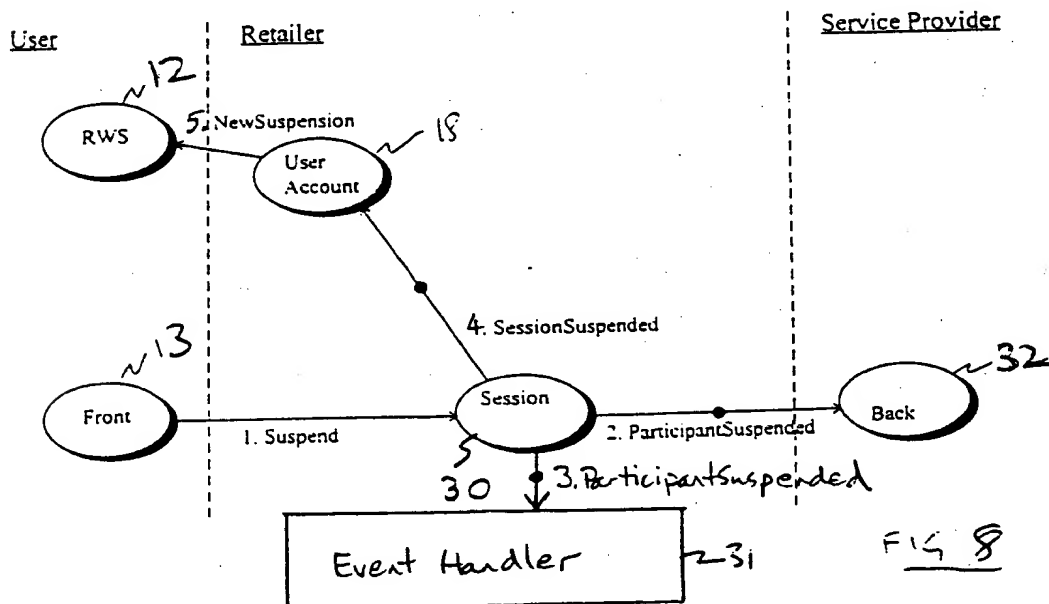 User
Retailer
Service Provider
12
RWS
5. NewSuspension
18
User
Account
4. SessionSuspended
13
Front
1. Suspend
Session
30
2. ParticipantSuspended
32
Back
3. ParticipantSuspended
Event Handler
31
FIG 8